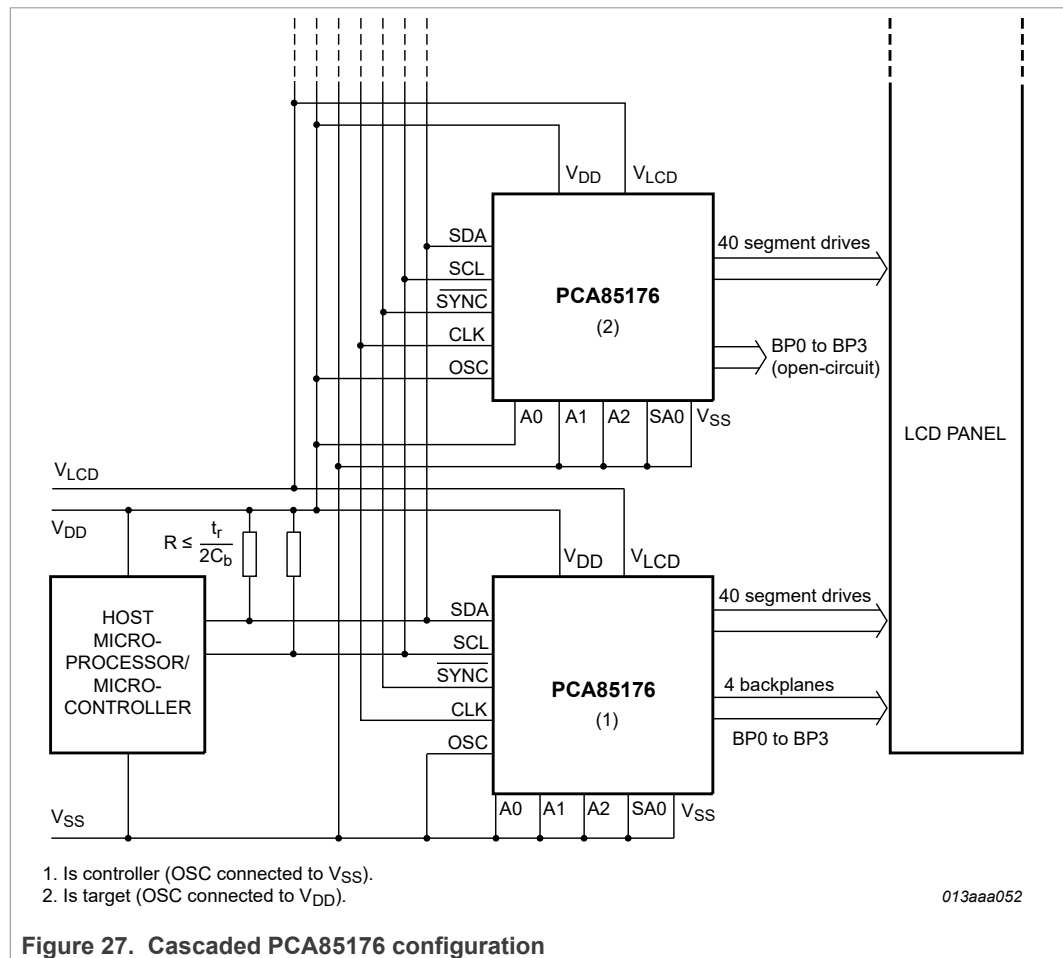 V_DD V_LCD
SDA
SCL
SYNC
CLK
OSC
PCA85176
(2)
40 segment drives
BP0 to BP3
(open-circuit)
A0 A1 A2 SA0 V_SS
LCD PANEL
V_LCD
V_DD
R ≤ t_r / 2C_b
HOST
MICRO-
PROCESSOR/
MICRO-
CONTROLLER
V_DD V_LCD
SDA
SCL
SYNC
CLK
OSC
PCA85176
(1)
40 segment drives
4 backplanes
BP0 to BP3
A0 A1 A2 SA0 V_SS
V_SS
1. Is controller (OSC connected to V_SS).
2. Is target (OSC connected to V_DD).
013aaa052
Figure 27. Cascaded PCA85176 configuration